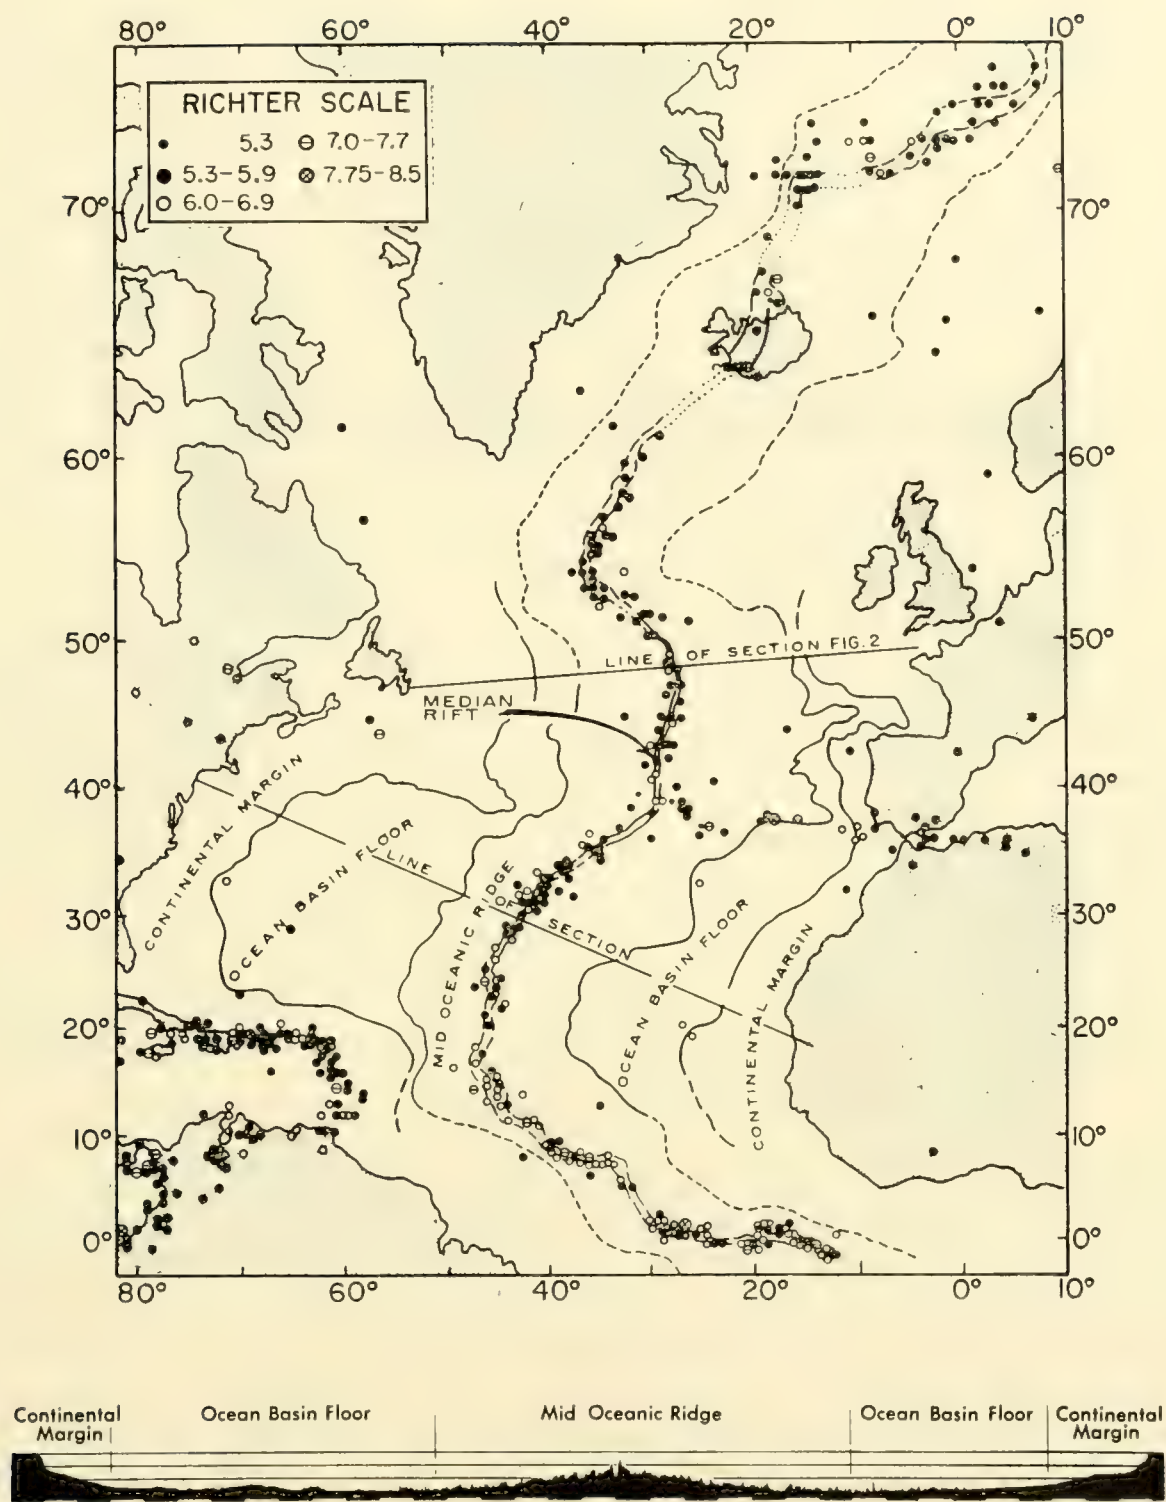 80° 60° 40° 20° 0° 10°
RICHTER SCALE
5.3 7.0-7.7
5.3-5.9 7.75-8.5
6.0-6.9
70° 70°
60° 60°
50° 50°
LINE OF SECTION FIG. 2
MEDIAN
RIFT
40° 40°
CONTINENTAL MARGIN
OCEAN BASIN FLOOR
LINE OF SECTION
MID OCEANIC RIDGE
OCEAN BASIN FLOOR
CONTINENTAL MARGIN
30° 30°
20° 20°
10° 10°
0° 0°
80° 60° 40° 20° 0° 10°
Continental
Margin
Ocean Basin Floor
Mid Oceanic Ridge
Ocean Basin Floor
Continental
Margin